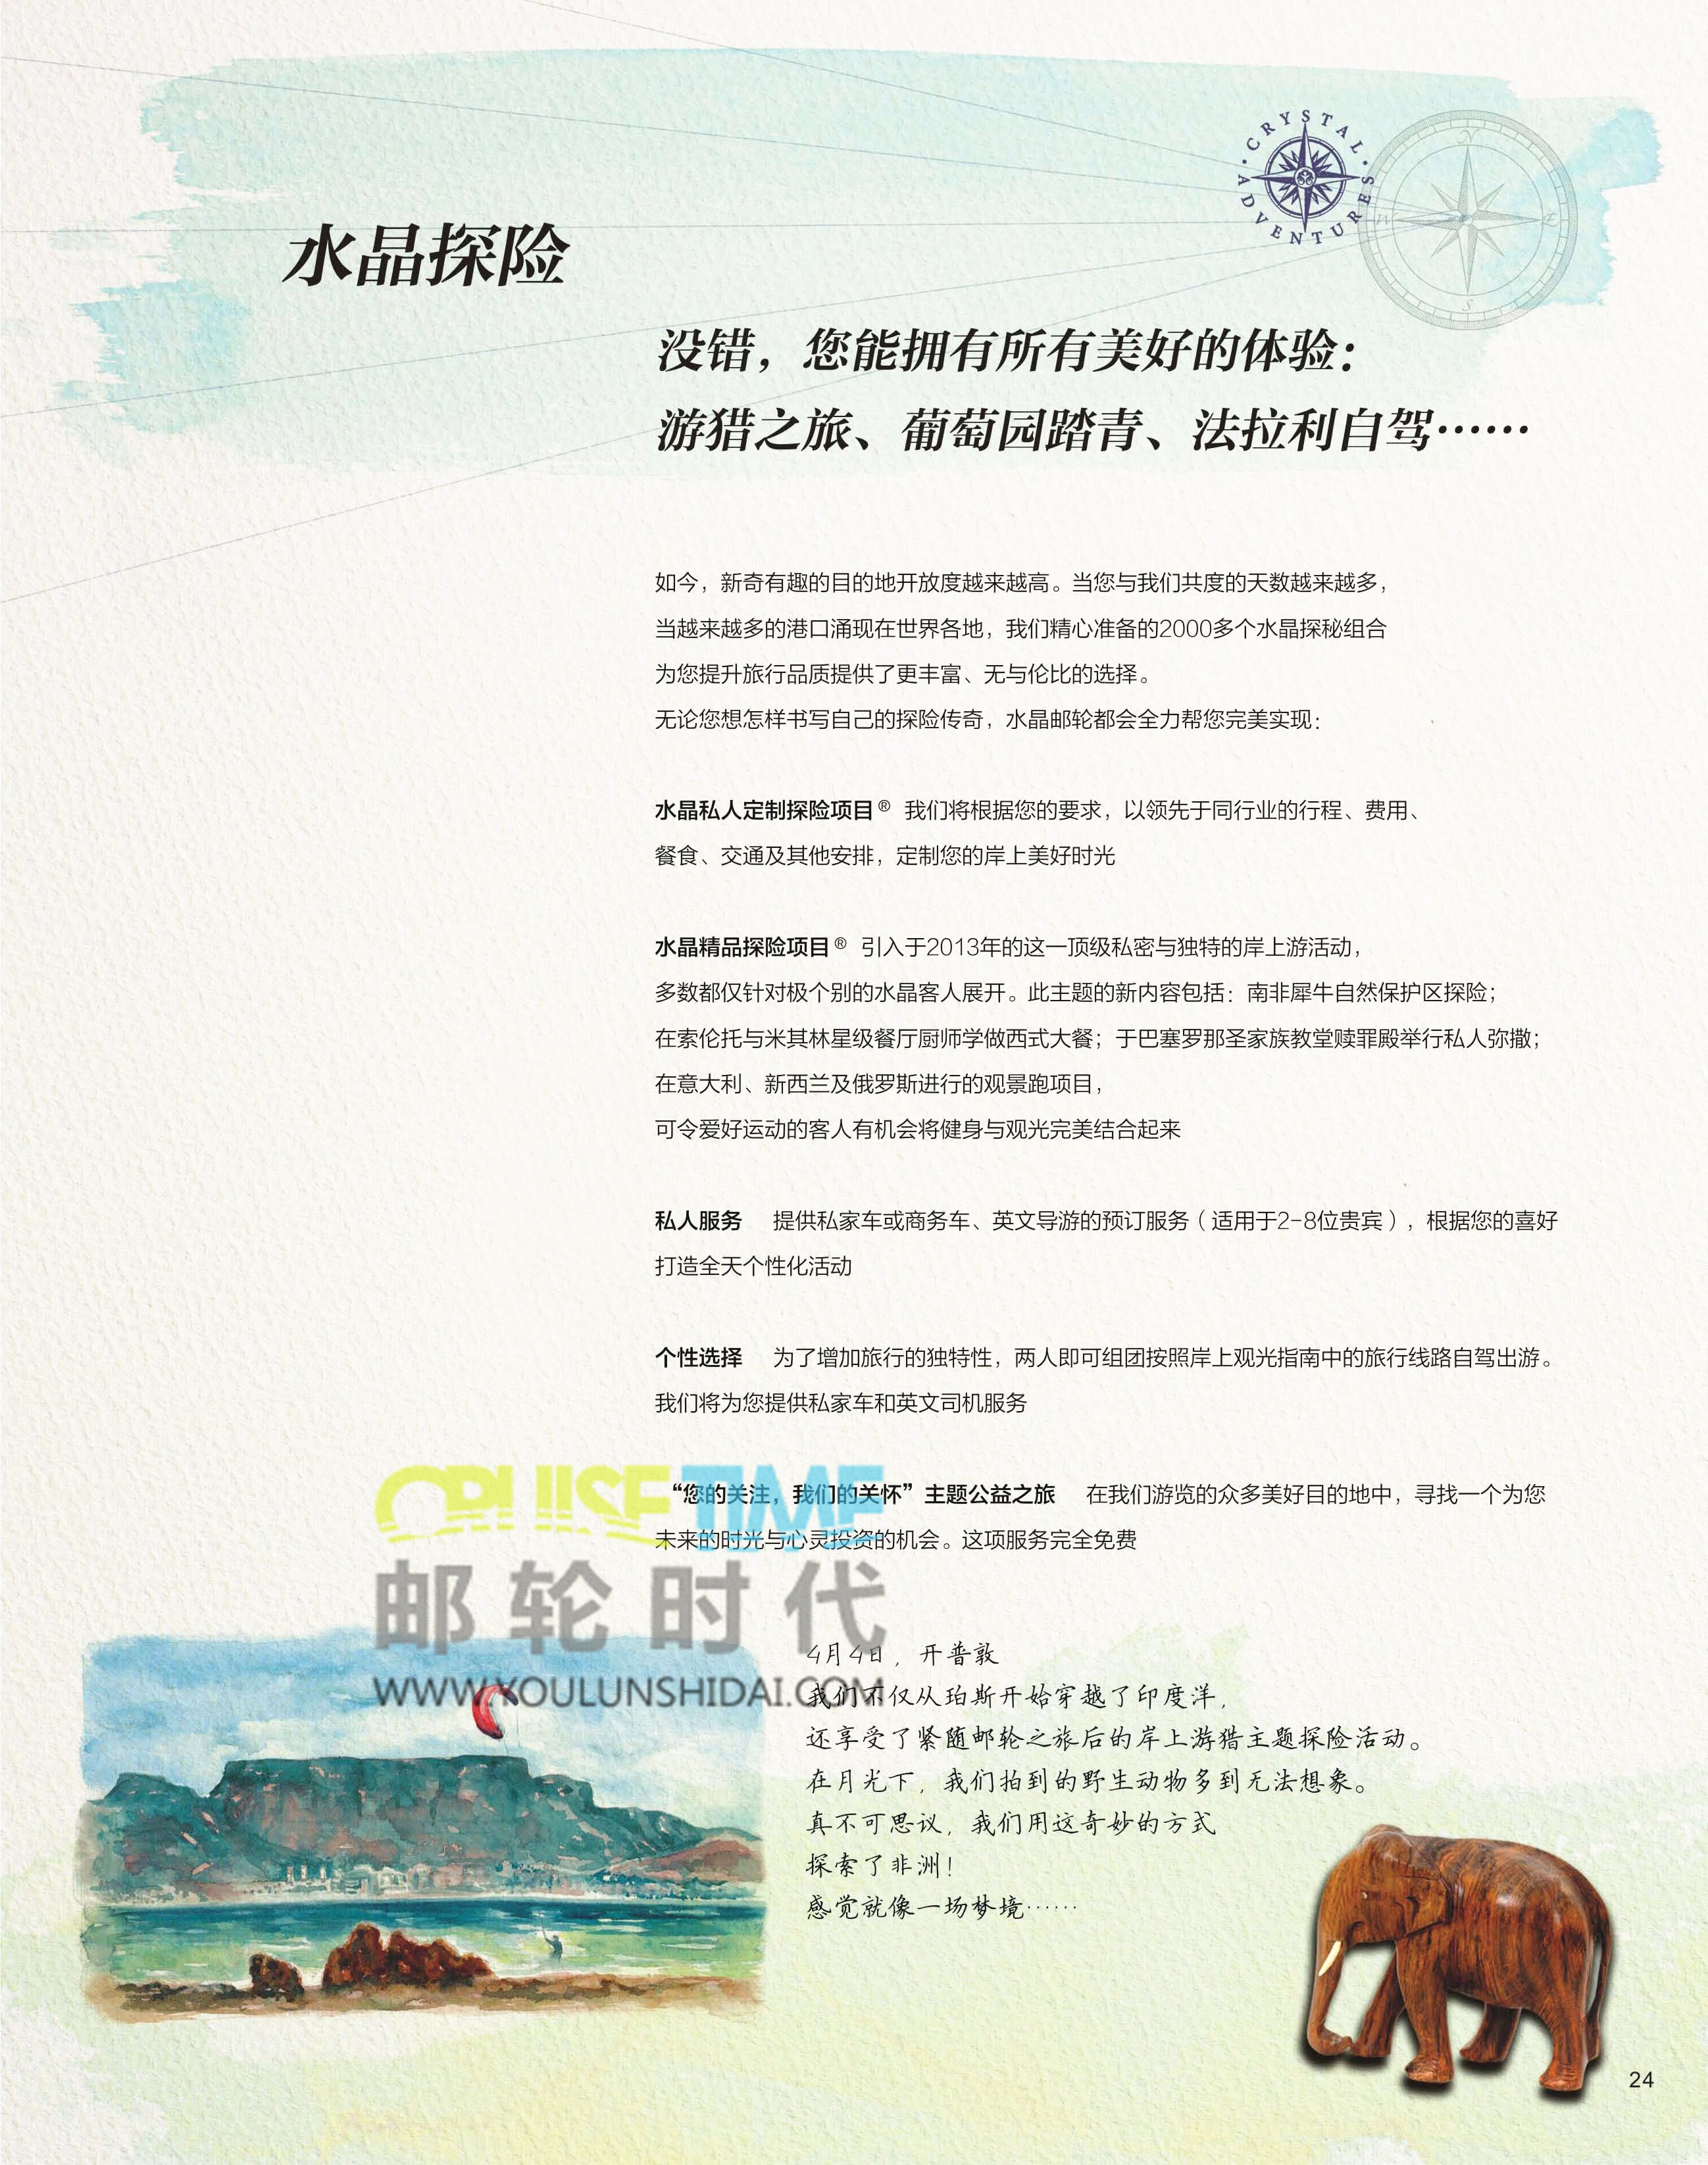 CRYSTAL · ADVENTURES ·
N
W
E
S
水晶探险
没错，您能拥有所有美好的体验：
游猎之旅、葡萄园踏青、法拉利自驾……
如今，新奇有趣的目的地开放度越来越高。当您与我们共度的天数越来越多，
当越来越多的港口涌现在世界各地，我们精心准备的2000多个水晶探秘组合
为您提升旅行品质提供了更丰富、无与伦比的选择。
无论您想怎样书写自己的探险传奇，水晶邮轮都会全力帮您完美实现：
水晶私人定制探险项目® 我们将根据您的要求，以领先于同行业的行程、费用、
餐食、交通及其他安排，定制您的岸上美好时光
水晶精品探险项目® 引入于2013年的这一顶级私密与独特的岸上游活动，
多数都仅针对极个别的水晶客人展开。此主题的新内容包括：南非犀牛自然保护区探险；
在索伦托与米其林星级餐厅厨师学做西式大餐；于巴塞罗那圣家族教堂赎罪殿举行私人弥撒；
在意大利、新西兰及俄罗斯进行的观景跑项目，
可令爱好运动的客人有机会将健身与观光完美结合起来
私人服务 提供私家车或商务车、英文导游的预订服务（适用于2-8位贵宾），根据您的喜好
打造全天个性化活动
个性选择 为了增加旅行的独特性，两人即可组团按照岸上观光指南中的旅行线路自驾出游。
我们将为您提供私家车和英文司机服务
“您的关注，我们的关怀”主题公益之旅 在我们游览的众多美好目的地中，寻找一个为您
未来的时光与心灵投资的机会。这项服务完全免费
CRUISE TIME
邮轮时代
WWW.YOULUNSHIDAI.COM
4月4日，开普敦
我们不仅从珀斯开始穿越了印度洋，
还享受了紧随邮轮之旅后的岸上游猎主题探险活动。
在月光下，我们拍到的野生动物多到无法想象。
真不可思议，我们用这奇妙的方式
探索了非洲！
感觉就像一场梦境……
24